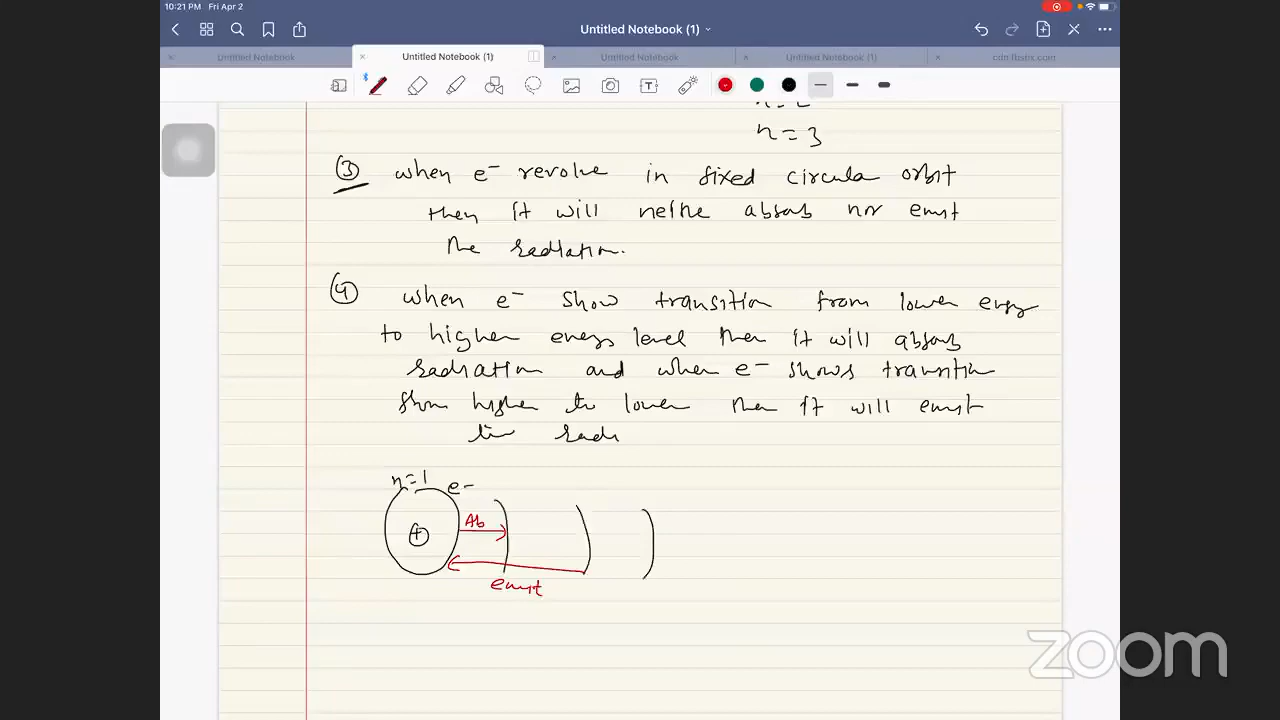 10:21 PM Fri Apr 2
Untitled Notebook (1)
Untitled Notebook
Untitled Notebook (1)
Untitled Notebook
Untitled Notebook (1)
cdn.fbsbx.com
n = 3
③ when e⁻ revolve in fixed circular orbit
then it will neithe absorb nor emit
the radiation.
④ when e⁻ show transition from lower energy
to higher energy level then it will absorb
radiation and when e⁻ shows transition
from higher to lower then it will emit
the radi
n=1 e⁻
+
Ab
emit
zoom